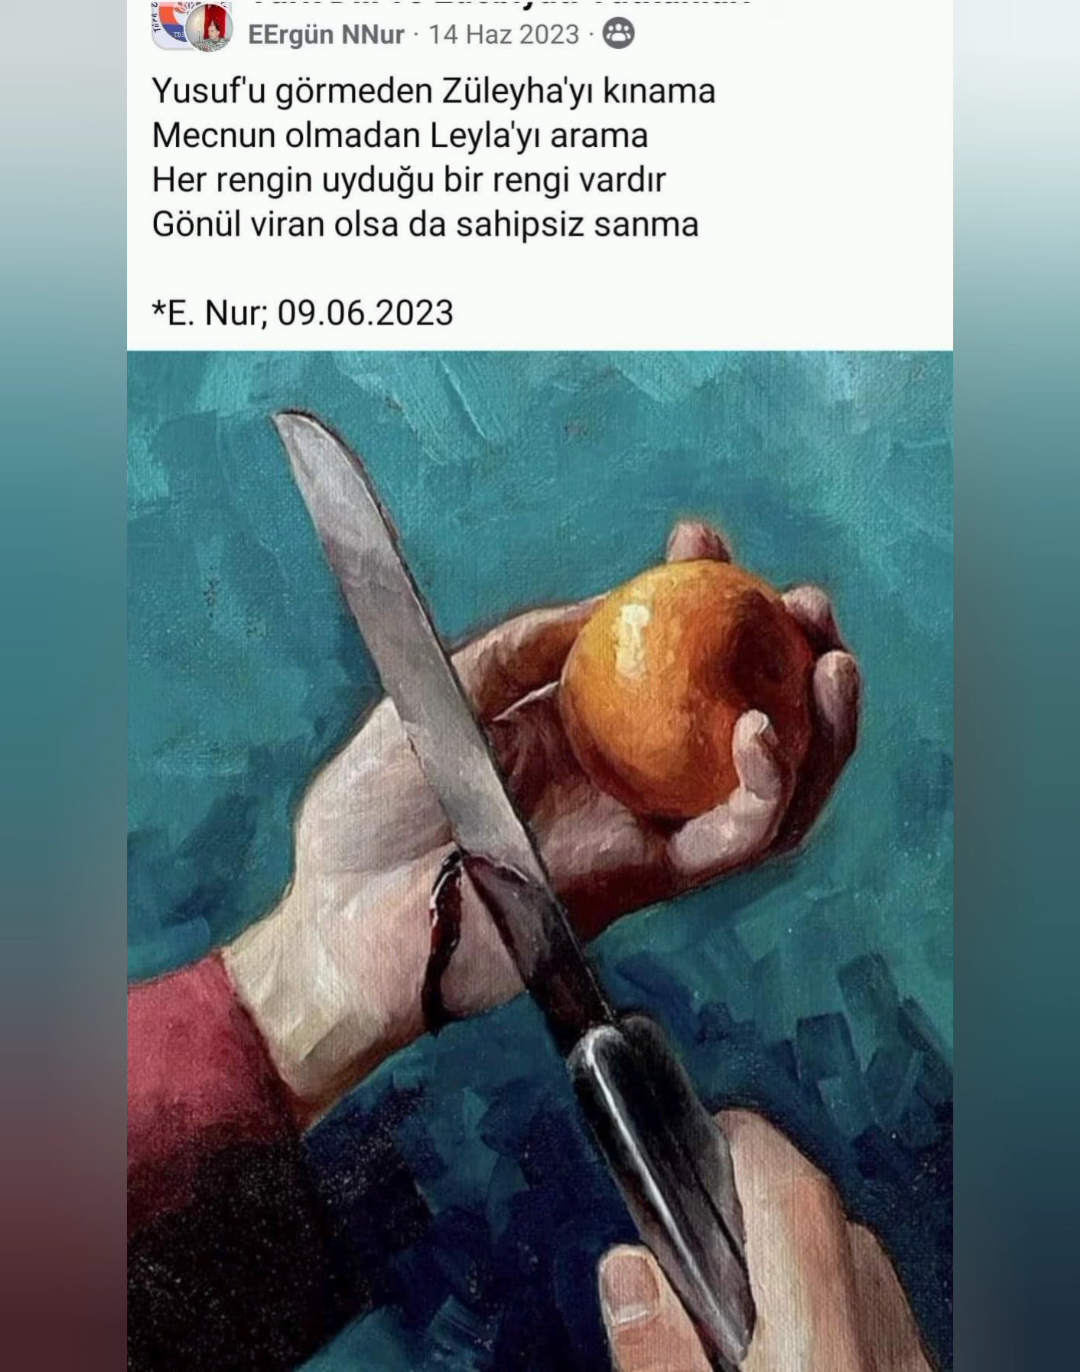 EErgün NNur · 14 Haz 2023 ·
Yusuf'u görmeden Züleyha'yı kınama
Mecnun olmadan Leyla'yı arama
Her rengin uyduğu bir rengi vardır
Gönül viran olsa da sahipsiz sanma
*E. Nur; 09.06.2023